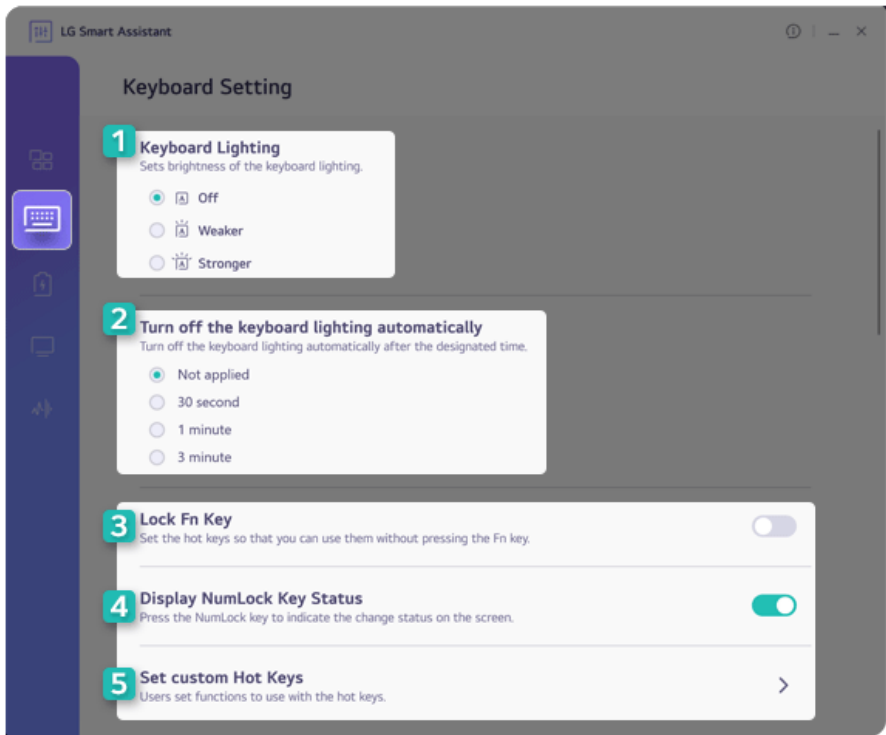 LG Smart Assistant
Keyboard Setting
1
Keyboard Lighting
Sets brightness of the keyboard lighting.
A Off
A Weaker
A Stronger
2
Turn off the keyboard lighting automatically
Turn off the keyboard lighting automatically after the designated time.
Not applied
30 second
1 minute
3 minute
3
Lock Fn Key
Set the hot keys so that you can use them without pressing the Fn key.
4
Display NumLock Key Status
Press the NumLock key to indicate the change status on the screen.
5
Set custom Hot Keys
Users set functions to use with the hot keys.